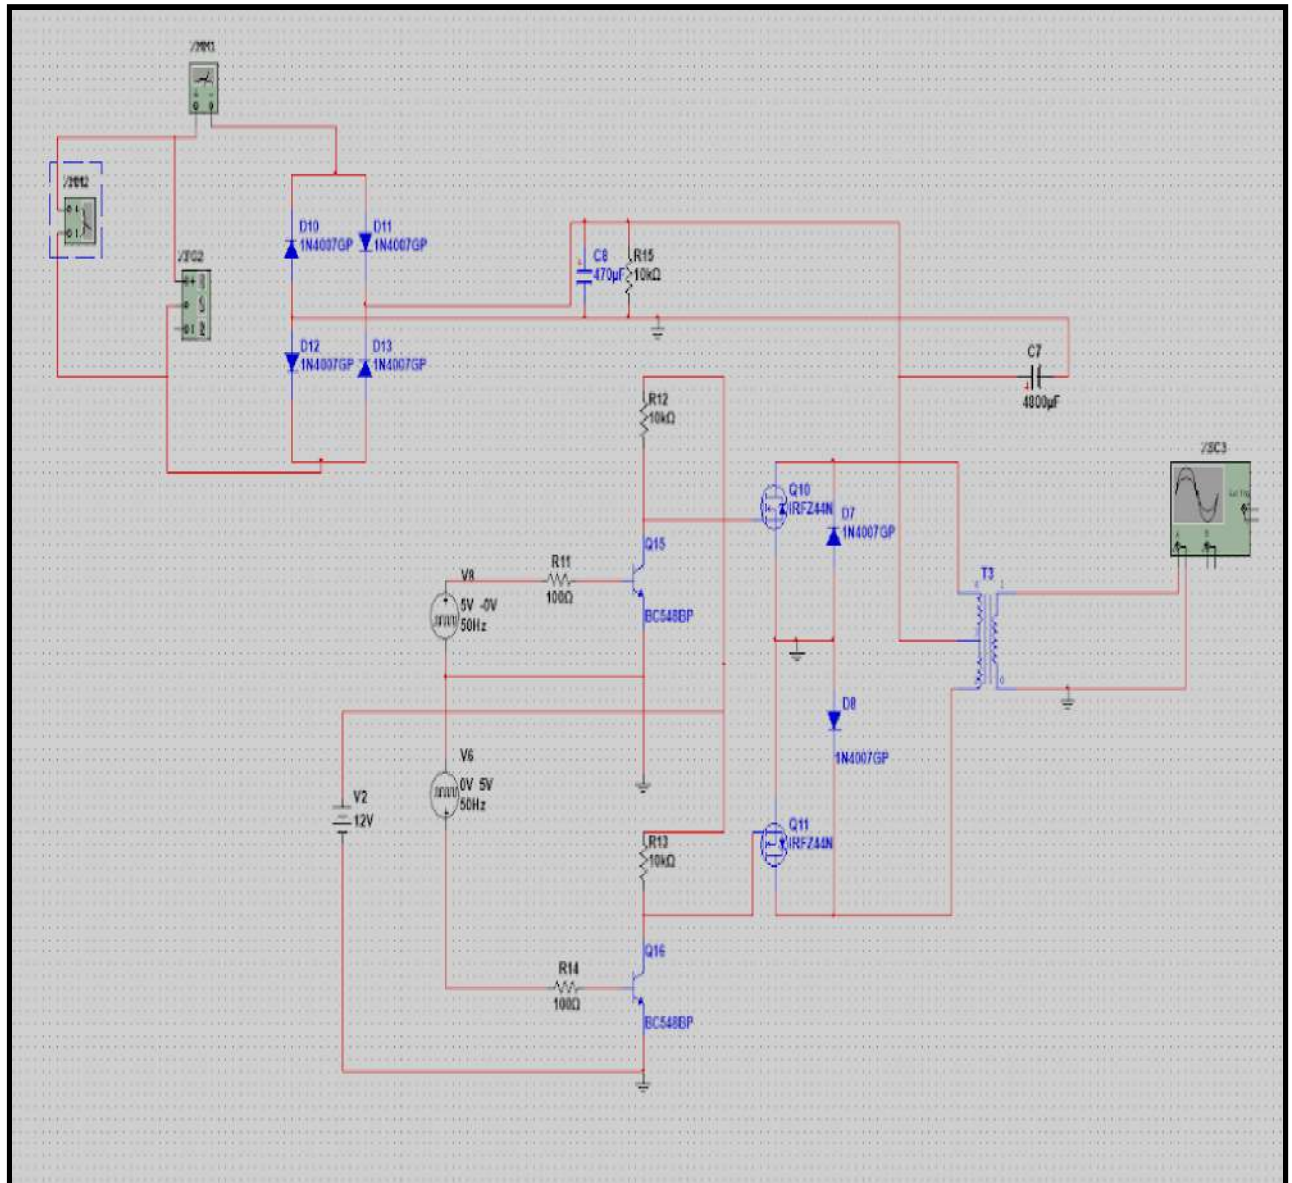 XMM1
XMM2
XFG2
D10
1N4007GP
D11
1N4007GP
C8
470µF
R15
10kΩ
D12
1N4007GP
D13
1N4007GP
C7
4800µF
R12
10kΩ
XSC3
Q10
IRFZ44N
D7
1N4007GP
Q15
R11
100Ω
BC548BP
V8
5V -0V
50Hz
T3
D8
1N4007GP
V6
0V 5V
50Hz
V2
12V
Q11
IRFZ44N
R13
10kΩ
Q16
R14
100Ω
BC548BP